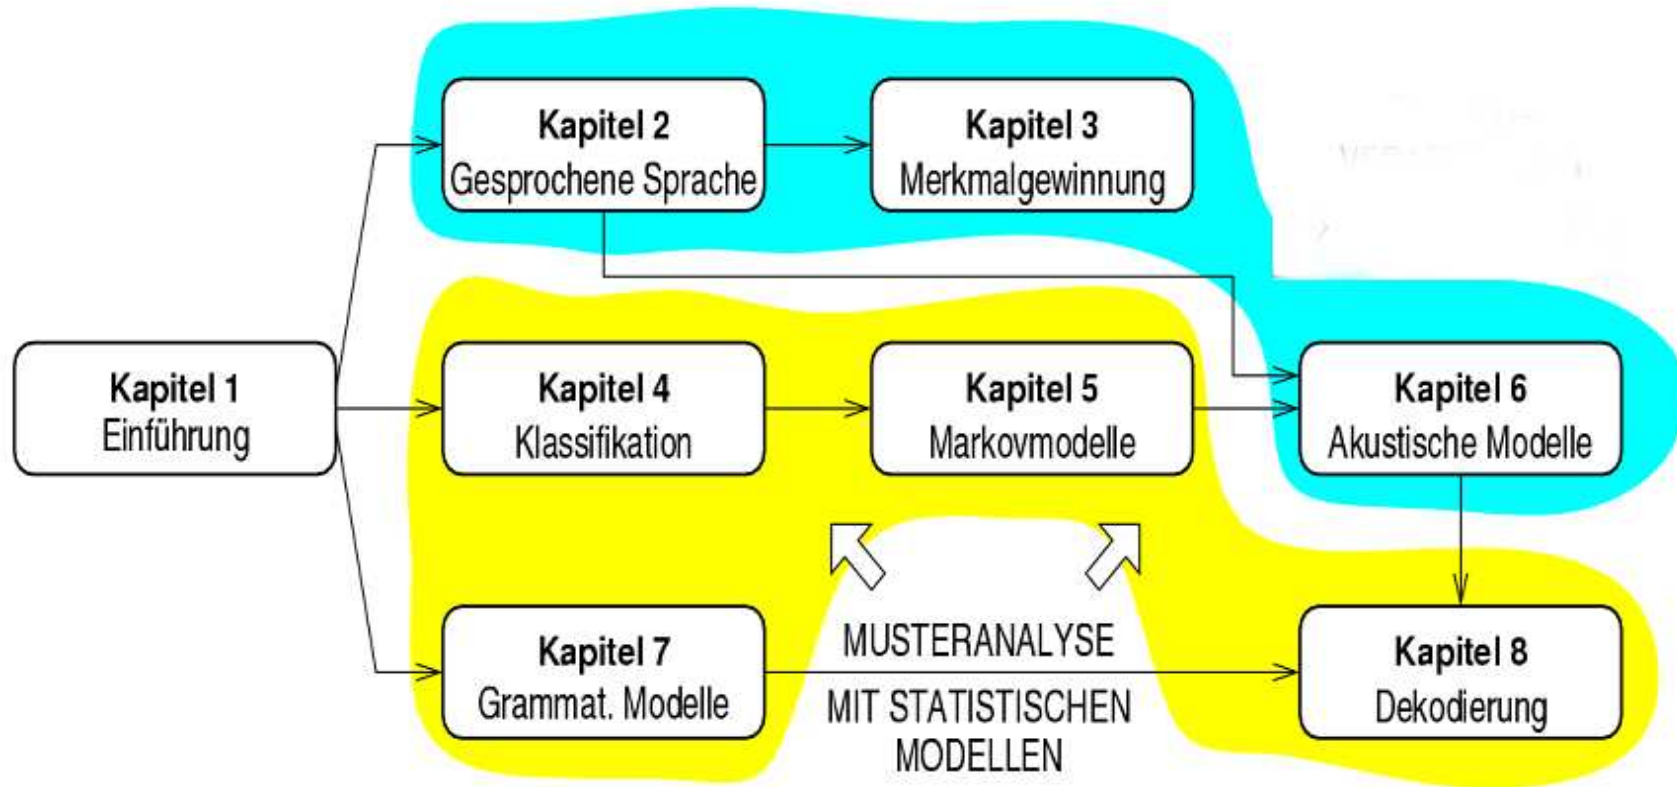 Kapitel 2
Gesprochene Sprache
Kapitel 3
Merkmalgewinnung
Kapitel 1
Einführung
Kapitel 4
Klassifikation
Kapitel 5
Markovmodelle
Kapitel 6
Akustische Modelle
Kapitel 7
Grammat. Modelle
MUSTERANALYSE
MIT STATISTISCHEN
MODELLEN
Kapitel 8
Dekodierung